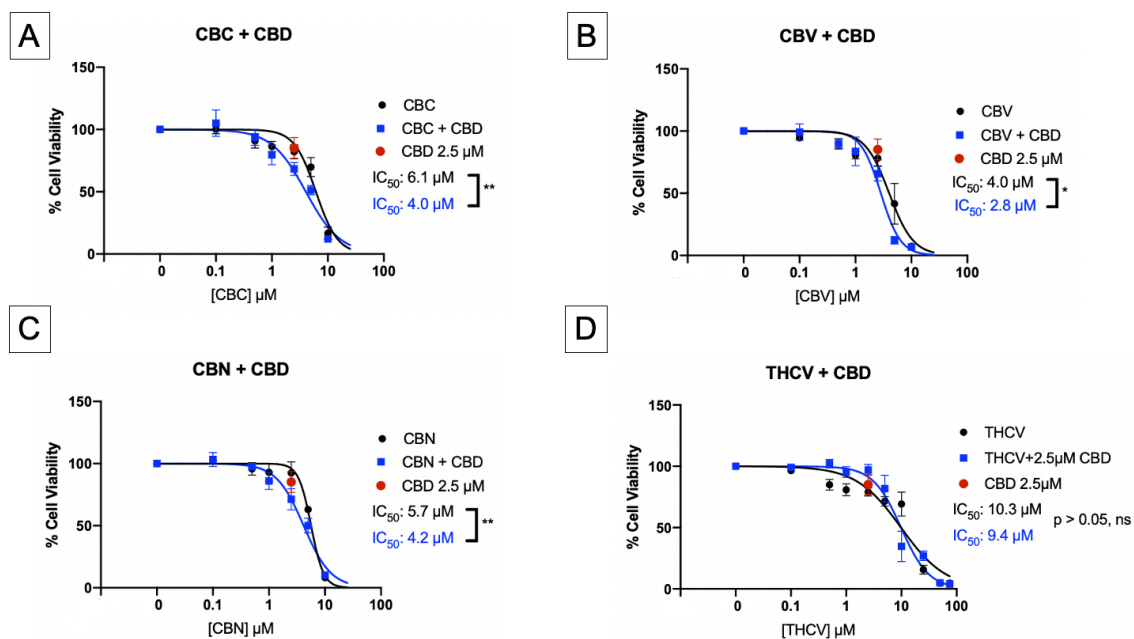 A
CBC + CBD
% Cell Viability
150
100
50
0
0 0.1 1 10 100
[CBC] µM
CBC
CBC + CBD
CBD 2.5 µM
IC50: 6.1 µM
**
IC50: 4.0 µM
B
CBV + CBD
% Cell Viability
150
100
50
0
0 0.1 1 10 100
[CBV] µM
CBV
CBV + CBD
CBD 2.5 µM
IC50: 4.0 µM
*
IC50: 2.8 µM
C
CBN + CBD
% Cell Viability
150
100
50
0
0 0.1 1 10 100
[CBN] µM
CBN
CBN + CBD
CBD 2.5 µM
IC50: 5.7 µM
**
IC50: 4.2 µM
D
THCV + CBD
% Cell Viability
150
100
50
0
0 0.1 1 10 100
[THCV] µM
THCV
THCV+2.5µM CBD
CBD 2.5µM
IC50: 10.3 µM
p > 0.05, ns
IC50: 9.4 µM